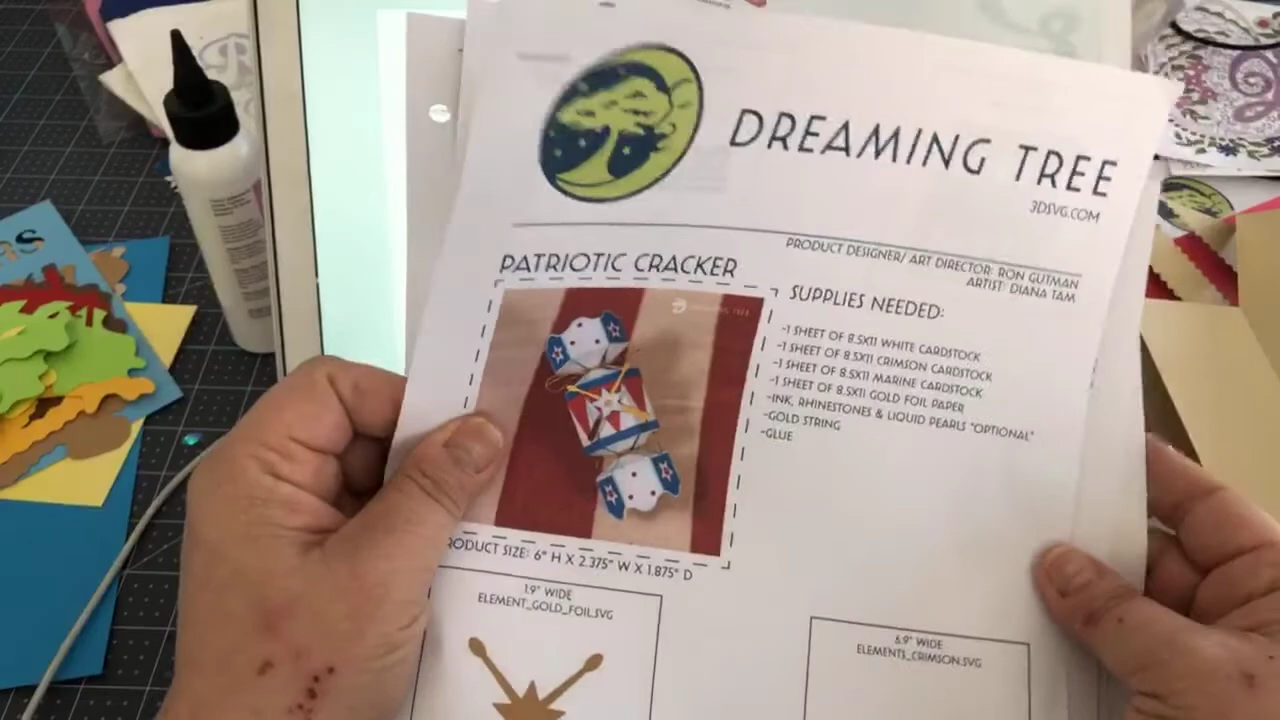 DREAMING TREE
3DSVG.COM
PRODUCT DESIGNER/ ART DIRECTOR: RON GUTMAN
ARTIST: DIANA TAM
PATRIOTIC CRACKER
DREAMING TREE
SUPPLIES NEEDED:
-1 SHEET OF 8.5X11 WHITE CARDSTOCK
-1 SHEET OF 8.5X11 CRIMSON CARDSTOCK
-1 SHEET OF 8.5X11 MARINE CARDSTOCK
-1 SHEET OF 8.5X11 GOLD FOIL PAPER
-INK, RHINESTONES & LIQUID PEARLS "OPTIONAL"
-GOLD STRING
-GLUE
RODUCT SIZE: 6" H X 2.375" W X 1.875" D
1.9" WIDE
ELEMENT_GOLD_FOIL.SVG
6.9" WIDE
ELEMENTS_CRIMSON.SVG